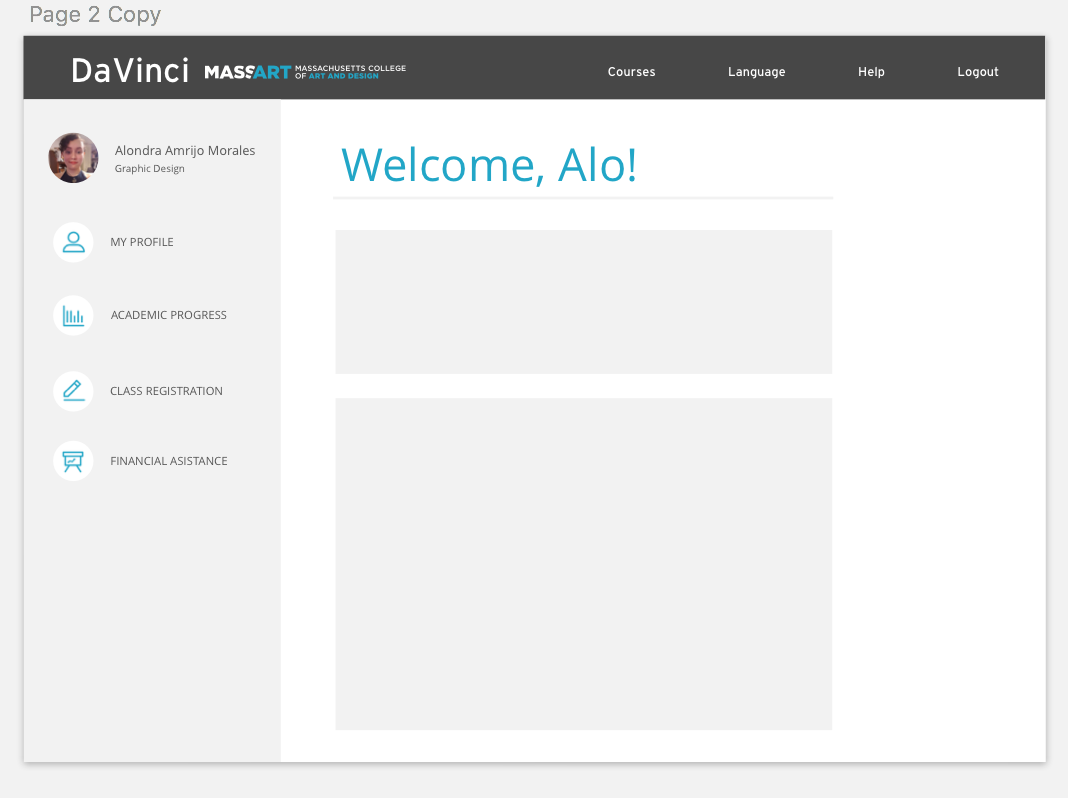 Page 2 Copy
DaVinci MASSART MASSACHUSETTS COLLEGE
OF ART AND DESIGN
Courses Language Help Logout
Alondra Amrijo Morales
Graphic Design
MY PROFILE
ACADEMIC PROGRESS
CLASS REGISTRATION
FINANCIAL ASISTANCE
Welcome, Alo!